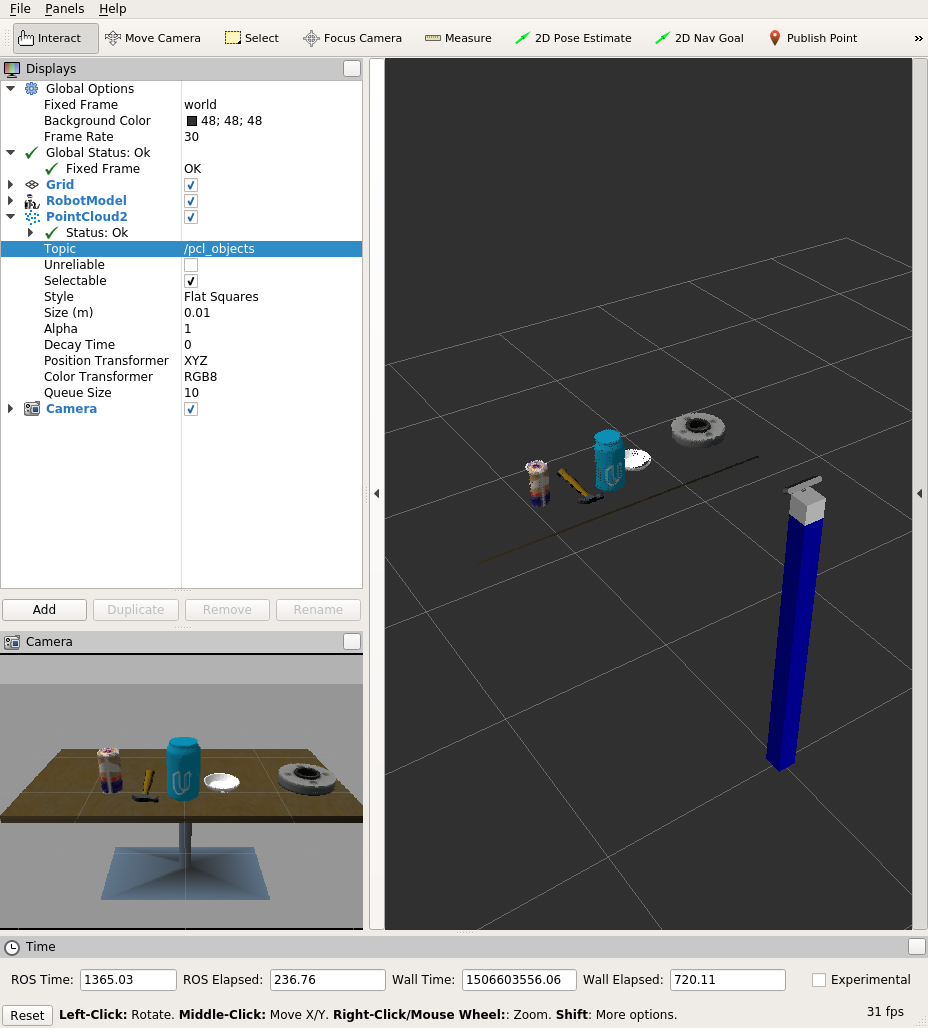 File Panels Help
Interact Move Camera Select Focus Camera Measure 2D Pose Estimate 2D Nav Goal Publish Point »
Displays
Global Options
Fixed Frame world
Background Color 48; 48; 48
Frame Rate 30
Global Status: Ok
Fixed Frame OK
Grid
RobotModel
PointCloud2
Status: Ok
Topic /pcl_objects
Unreliable
Selectable
Style Flat Squares
Size (m) 0.01
Alpha 1
Decay Time 0
Position Transformer XYZ
Color Transformer RGB8
Queue Size 10
Camera
Add Duplicate Remove Rename
Camera
Time
ROS Time: 1365.03 ROS Elapsed: 236.76 Wall Time: 1506603556.06 Wall Elapsed: 720.11 Experimental
Reset Left-Click: Rotate. Middle-Click: Move X/Y. Right-Click/Mouse Wheel:: Zoom. Shift: More options. 31 fps